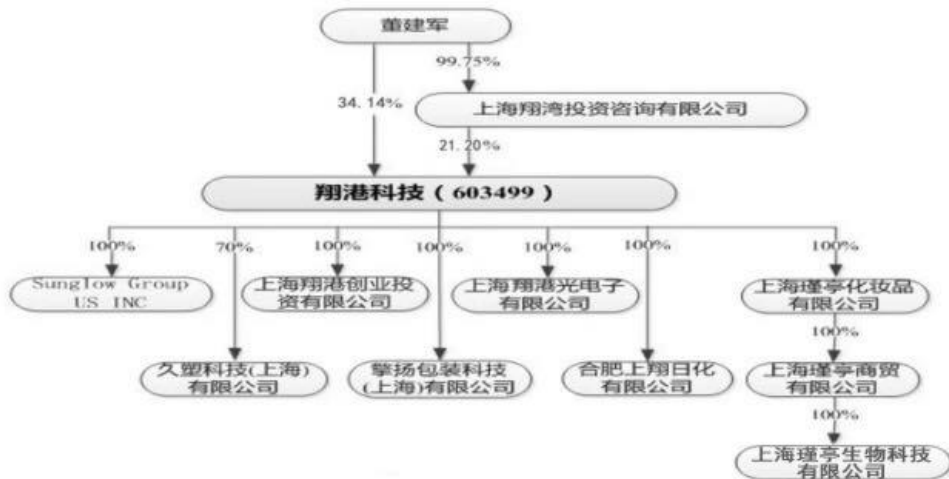 董建军
99.75%
34.14%
上海翔湾投资咨询有限公司
21.20%
翔港科技（603499）
100%
70%
100%
100%
100%
100%
100%
Sunglow Group
US INC
上海翔港创业投
资有限公司
上海翔港光电子
有限公司
上海瑾亭化妆品
有限公司
100%
久塑科技(上海)
有限公司
擎扬包装科技
(上海)有限公司
合肥上翔日化
有限公司
上海瑾亭商贸
有限公司
100%
上海瑾亭生物科技
有限公司